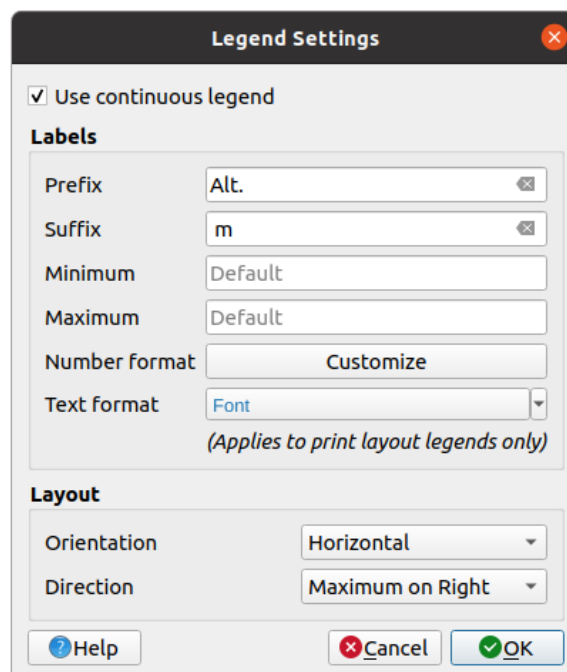 Legend Settings
Use continuous legend
Labels
Prefix Alt.
Suffix m
Minimum Default
Maximum Default
Number format Customize
Text format Font
(Applies to print layout legends only)
Layout
Orientation Horizontal
Direction Maximum on Right
Help Cancel OK